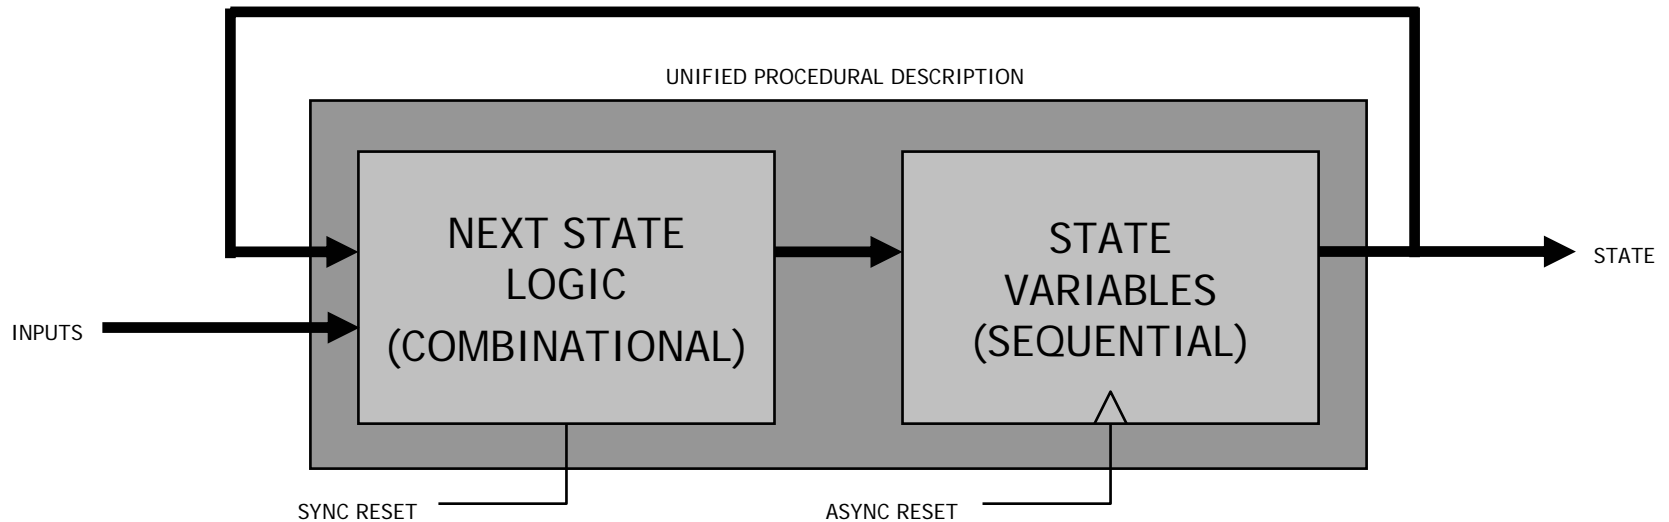 UNIFIED PROCEDURAL DESCRIPTION
NEXT STATE
LOGIC
(COMBINATIONAL)
STATE
VARIABLES
(SEQUENTIAL)
STATE
INPUTS
SYNC RESET
ASYNC RESET